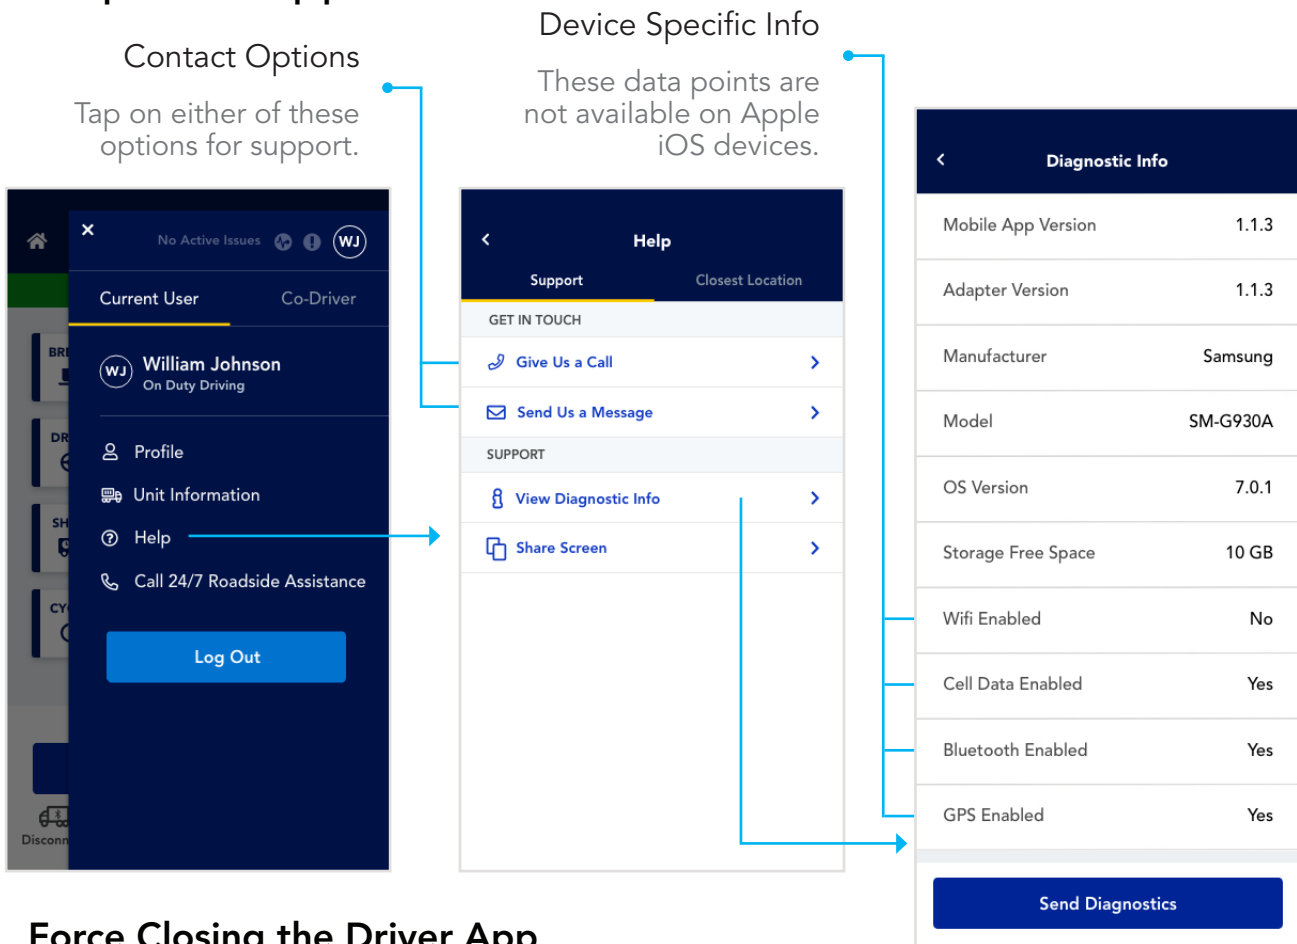 Device Specific Info
Contact Options
These data points are
not available on Apple
iOS devices.
Tap on either of these
options for support.
No Active Issues
WJ
Current User
Co-Driver
WJ
William Johnson
On Duty Driving
Profile
Unit Information
Help
Call 24/7 Roadside Assistance
Log Out
BRE
DR
SH
CY
Disconn
Help
Support
Closest Location
GET IN TOUCH
Give Us a Call
Send Us a Message
SUPPORT
View Diagnostic Info
Share Screen
Diagnostic Info
Mobile App Version 1.1.3
Adapter Version 1.1.3
Manufacturer Samsung
Model SM-G930A
OS Version 7.0.1
Storage Free Space 10 GB
Wifi Enabled No
Cell Data Enabled Yes
Bluetooth Enabled Yes
GPS Enabled Yes
Send Diagnostics
Force Closing the Driver App